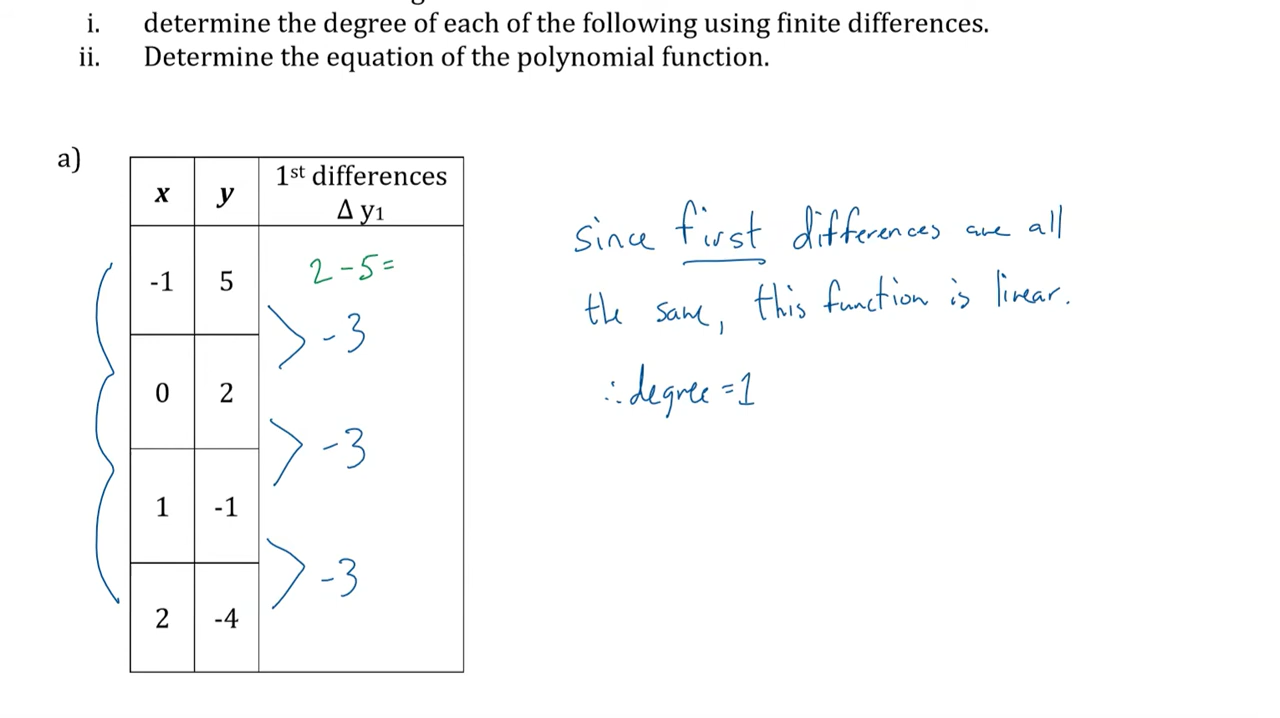 i. determine the degree of each of the following using finite differences.
ii. Determine the equation of the polynomial function.
a)
x y 1st differences
Δ y1
-1 5 2-5=
-3
0 2
-3
1 -1
-3
2 -4
Since first differences are all
the same, this function is linear.
∴degree=1